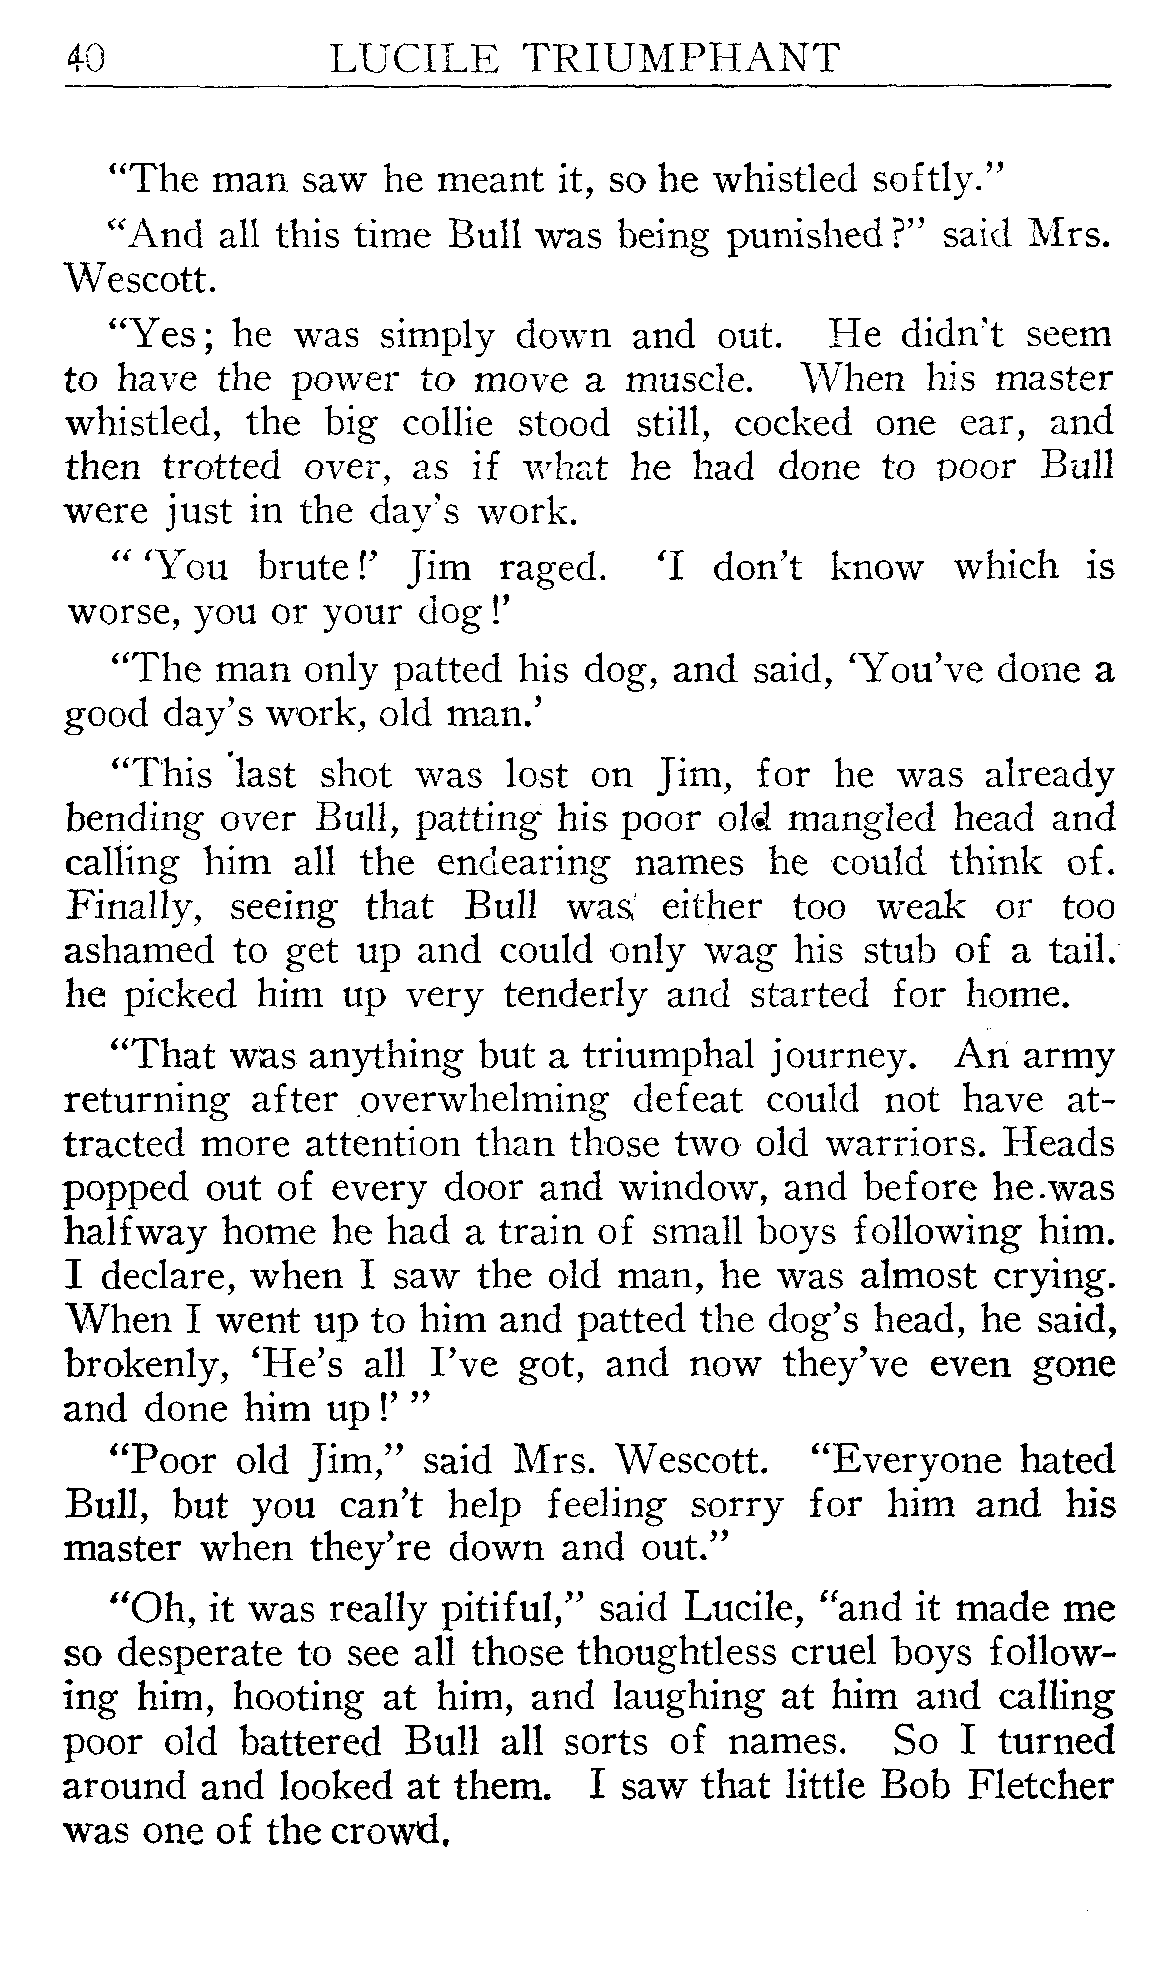 40 LUCILE TRIUMPHANT
“The man saw he meant it, so he whistled softly.”
“And all this time Bull was being punished?” said Mrs.
Wescott.
“Yes; he was simply down and out. He didn’t seem
to have the power to move a muscle. When his master
whistled, the big collie stood still, cocked one ear, and
then trotted over, as if what he had done to poor Bull
were just in the day’s work.
“ ‘You brute!’ Jim raged. ‘I don’t know which is
worse, you or your dog!’
“The man only patted his dog, and said, ‘You’ve done a
good day’s work, old man.’
“This last shot was lost on Jim, for he was already
bending over Bull, patting his poor old mangled head and
calling him all the endearing names he could think of.
Finally, seeing that Bull was either too weak or too
ashamed to get up and could only wag his stub of a tail.
he picked him up very tenderly and started for home.
“That was anything but a triumphal journey. An army
returning after overwhelming defeat could not have at-
tracted more attention than those two old warriors. Heads
popped out of every door and window, and before he was
halfway home he had a train of small boys following him.
I declare, when I saw the old man, he was almost crying.
When I went up to him and patted the dog’s head, he said,
brokenly, ‘He’s all I’ve got, and now they’ve even gone
and done him up!’ ”
“Poor old Jim,” said Mrs. Wescott. “Everyone hated
Bull, but you can’t help feeling sorry for him and his
master when they’re down and out.”
“Oh, it was really pitiful,” said Lucile, “and it made me
so desperate to see all those thoughtless cruel boys follow-
ing him, hooting at him, and laughing at him and calling
poor old battered Bull all sorts of names. So I turned
around and looked at them. I saw that little Bob Fletcher
was one of the crowd.